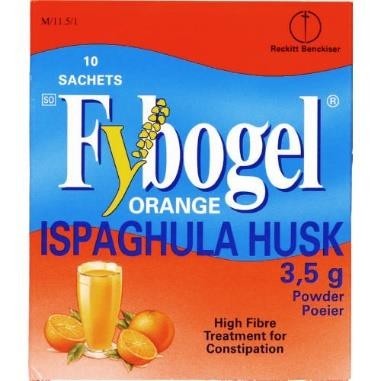 M/11.5/1
Reckitt Benckiser
10
SACHETS
S0
Fybogel®
ORANGE
ISPAGHULA HUSK
3,5 g
Powder
Poeier
High Fibre
Treatment for
Constipation